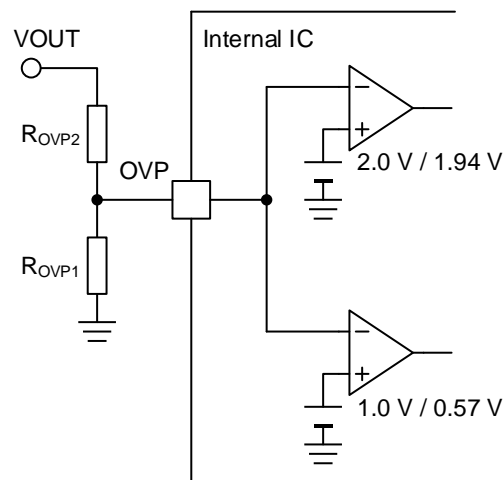 VOUT
Internal IC
ROVP2
OVP
2.0 V / 1.94 V
ROVP1
1.0 V / 0.57 V